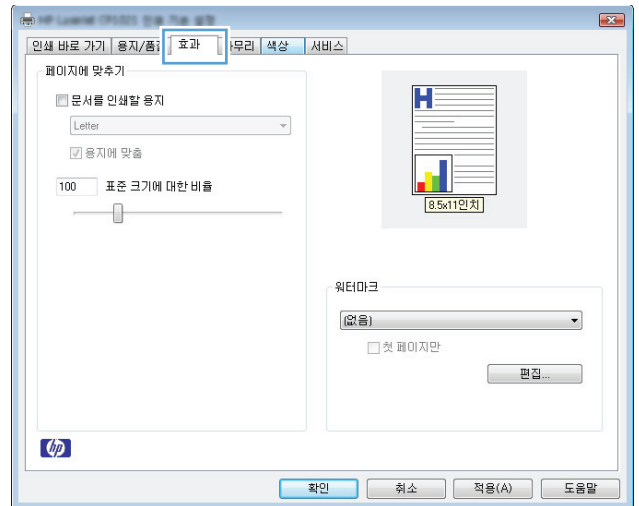 인쇄 바로 가기 용지/품질 효과 마무리 색상 서비스
페이지에 맞추기
문서를 인쇄할 용지
Letter
용지에 맞춤
100 표준 크기에 대한 비율
H
8.5x11인치
워터마크
(없음)
첫 페이지만
편집...
hp
확인 취소 적용(A) 도움말